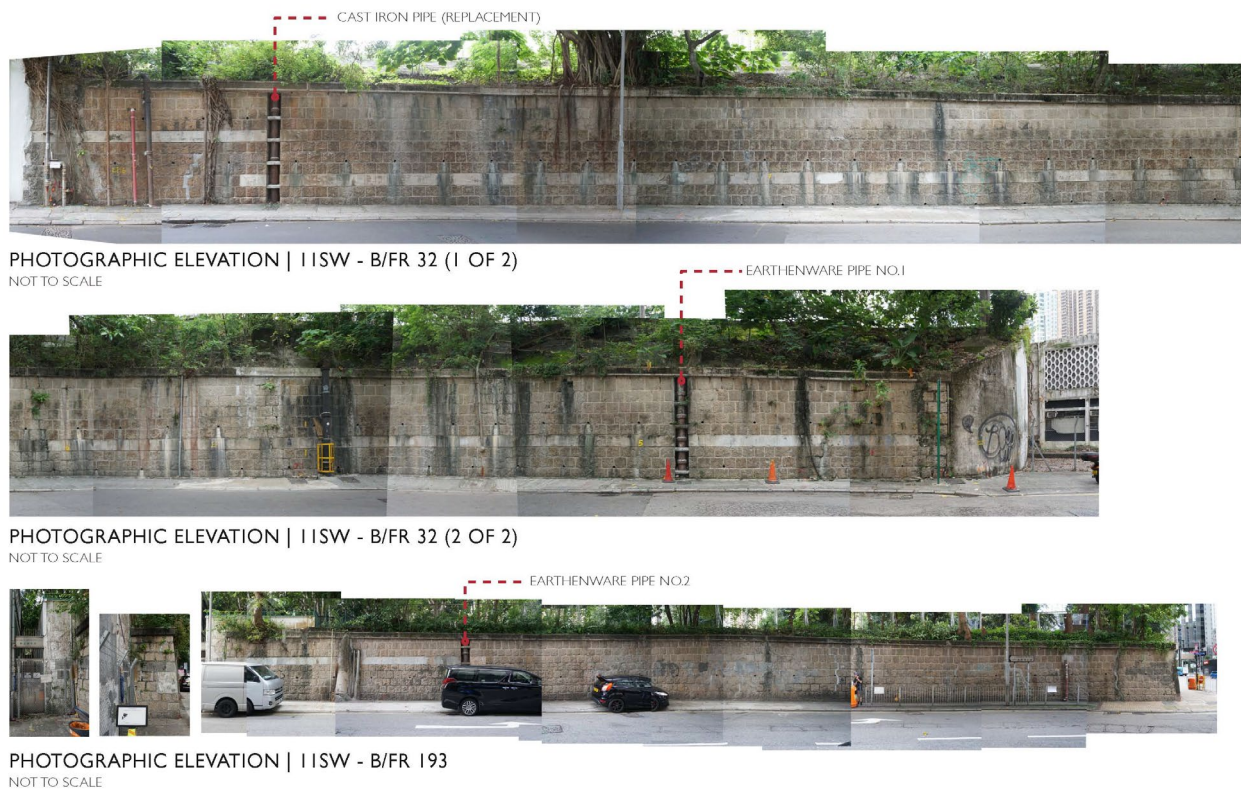 CAST IRON PIPE (REPLACEMENT)
PHOTOGRAPHIC ELEVATION | 11SW - B/FR 32 (1 OF 2)
NOT TO SCALE
EARTHENWARE PIPE NO.1
PHOTOGRAPHIC ELEVATION | 11SW - B/FR 32 (2 OF 2)
NOT TO SCALE
EARTHENWARE PIPE NO.2
PHOTOGRAPHIC ELEVATION | 11SW - B/FR 193
NOT TO SCALE